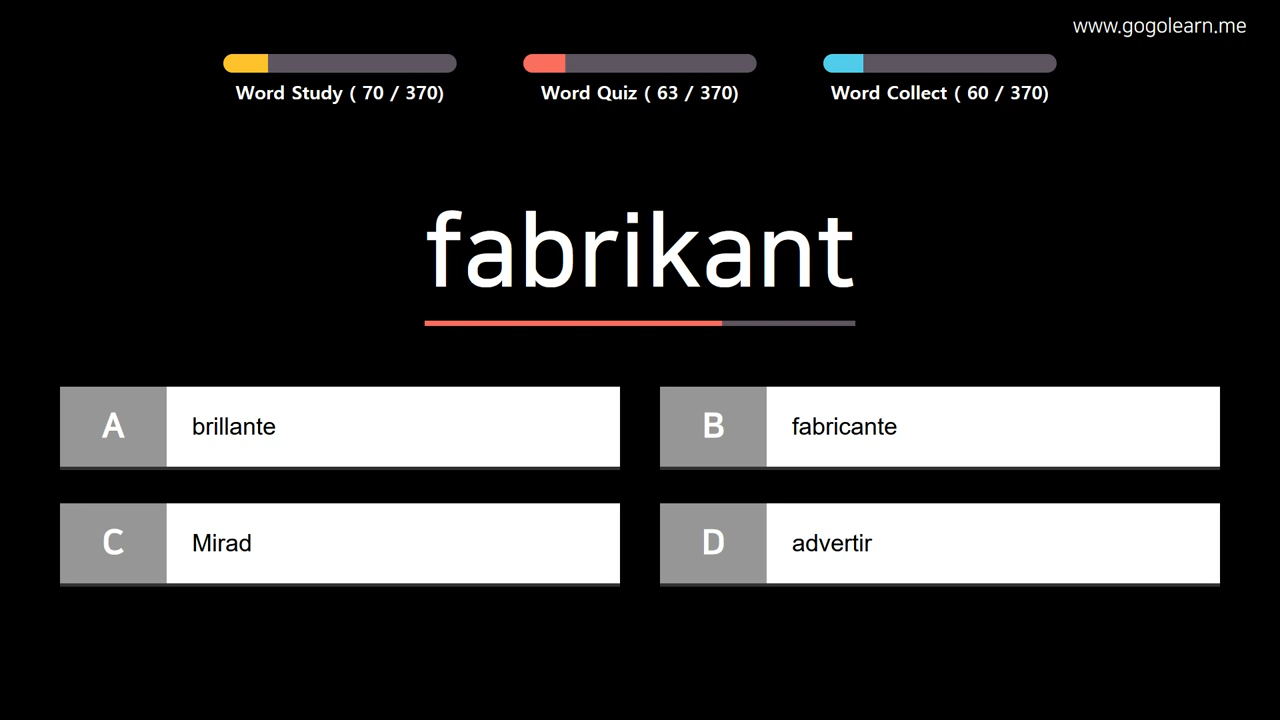 www.gogolearn.me
Word Study ( 70 / 370)
Word Quiz ( 63 / 370)
Word Collect ( 60 / 370)
fabrikant
A
brillante
B
fabricante
C
Mirad
D
advertir